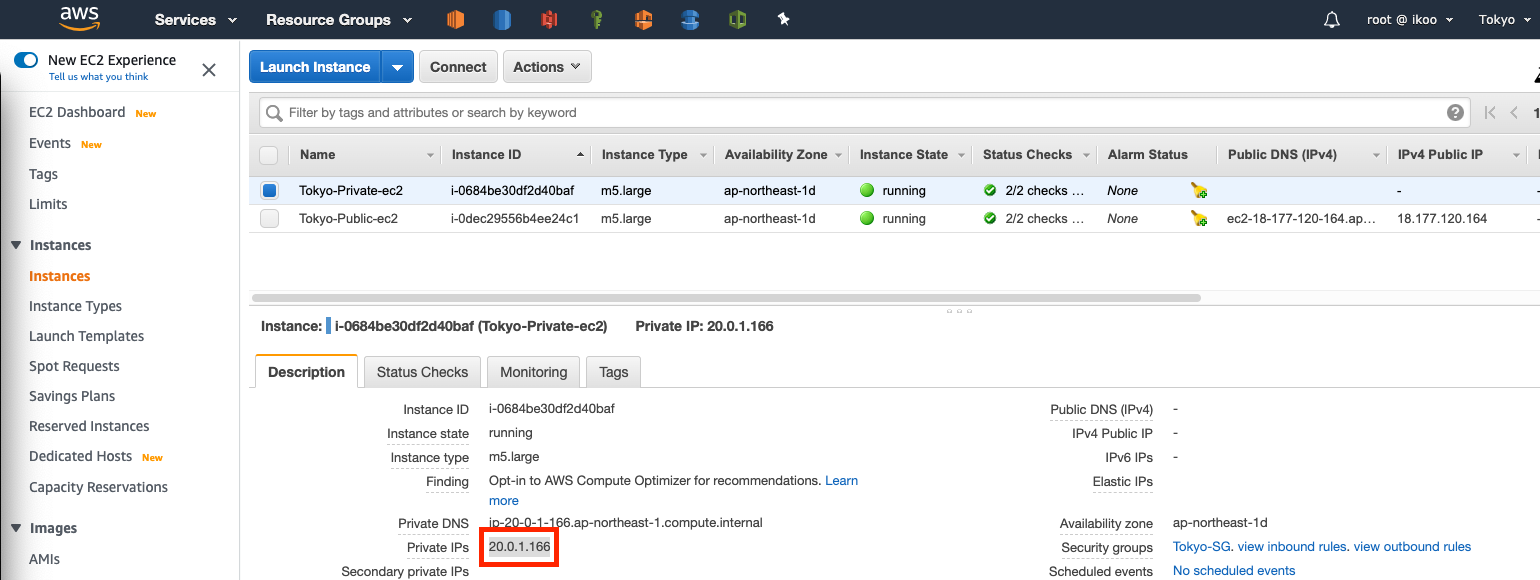 aws Services Resource Groups root @ ikoo Tokyo
New EC2 Experience
Tell us what you think
EC2 Dashboard New
Events New
Tags
Limits
Instances
Instances
Instance Types
Launch Templates
Spot Requests
Savings Plans
Reserved Instances
Dedicated Hosts New
Capacity Reservations
Images
AMIs
Launch Instance Connect Actions
Filter by tags and attributes or search by keyword
Name Instance ID Instance Type Availability Zone Instance State Status Checks Alarm Status Public DNS (IPv4) IPv4 Public IP
Tokyo-Private-ec2 i-0684be30df2d40baf m5.large ap-northeast-1d running 2/2 checks ... None -
Tokyo-Public-ec2 i-0dec29556b4ee24c1 m5.large ap-northeast-1d running 2/2 checks ... None ec2-18-177-120-164.ap... 18.177.120.164
Instance: i-0684be30df2d40baf (Tokyo-Private-ec2) Private IP: 20.0.1.166
Description Status Checks Monitoring Tags
Instance ID i-0684be30df2d40baf Public DNS (IPv4) -
Instance state running IPv4 Public IP -
Instance type m5.large IPv6 IPs -
Finding Opt-in to AWS Compute Optimizer for recommendations. Learn Elastic IPs
more
Private DNS ip-20-0-1-166.ap-northeast-1.compute.internal Availability zone ap-northeast-1d
Private IPs 20.0.1.166 Security groups Tokyo-SG. view inbound rules. view outbound rules
Secondary private IPs Scheduled events No scheduled events